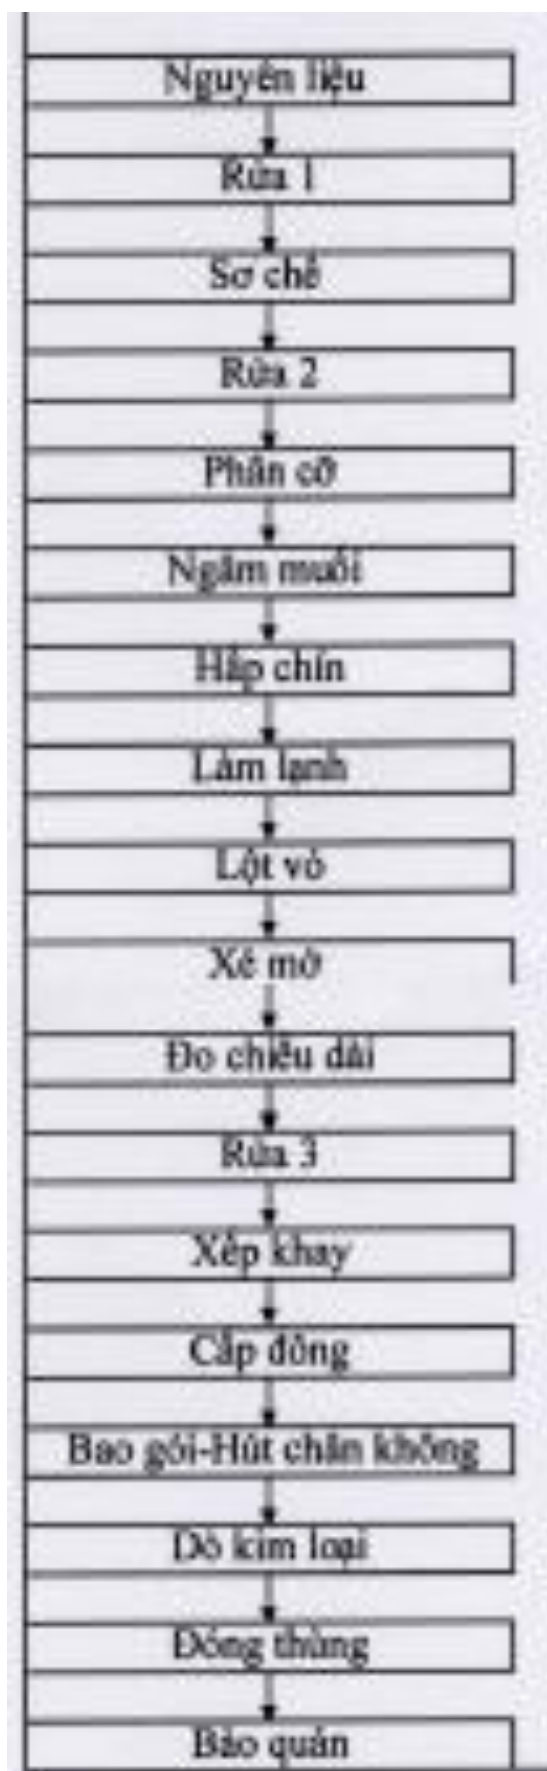 Nguyên liệu
Rửa 1
Sơ chế
Rửa 2
Phân cỡ
Ngâm muối
Hấp chín
Làm lạnh
Lột vỏ
Xẻ mở
Đo chiều dài
Rửa 3
Xếp khay
Cấp đông
Bao gói-Hút chân không
Dò kim loại
Đóng thùng
Bảo quản